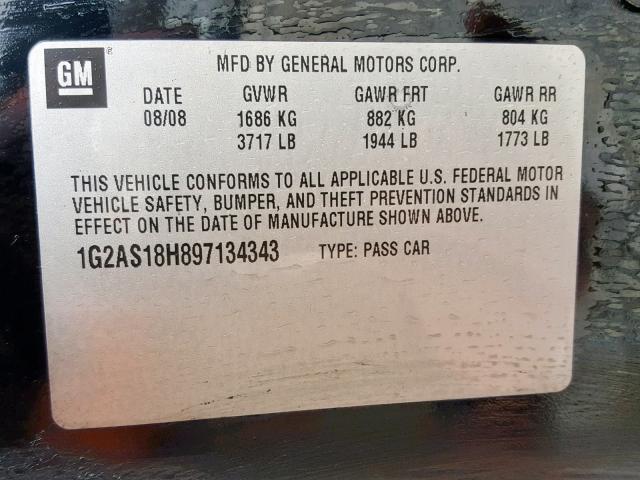 GM ® MFD BY GENERAL MOTORS CORP.
DATE GVWR GAWR FRT GAWR RR
08/08 1686 KG 882 KG 804 KG
3717 LB 1944 LB 1773 LB
THIS VEHICLE CONFORMS TO ALL APPLICABLE U.S. FEDERAL MOTOR
VEHICLE SAFETY, BUMPER, AND THEFT PREVENTION STANDARDS IN
EFFECT ON THE DATE OF MANUFACTURE SHOWN ABOVE.
1G2AS18H897134343 TYPE: PASS CAR